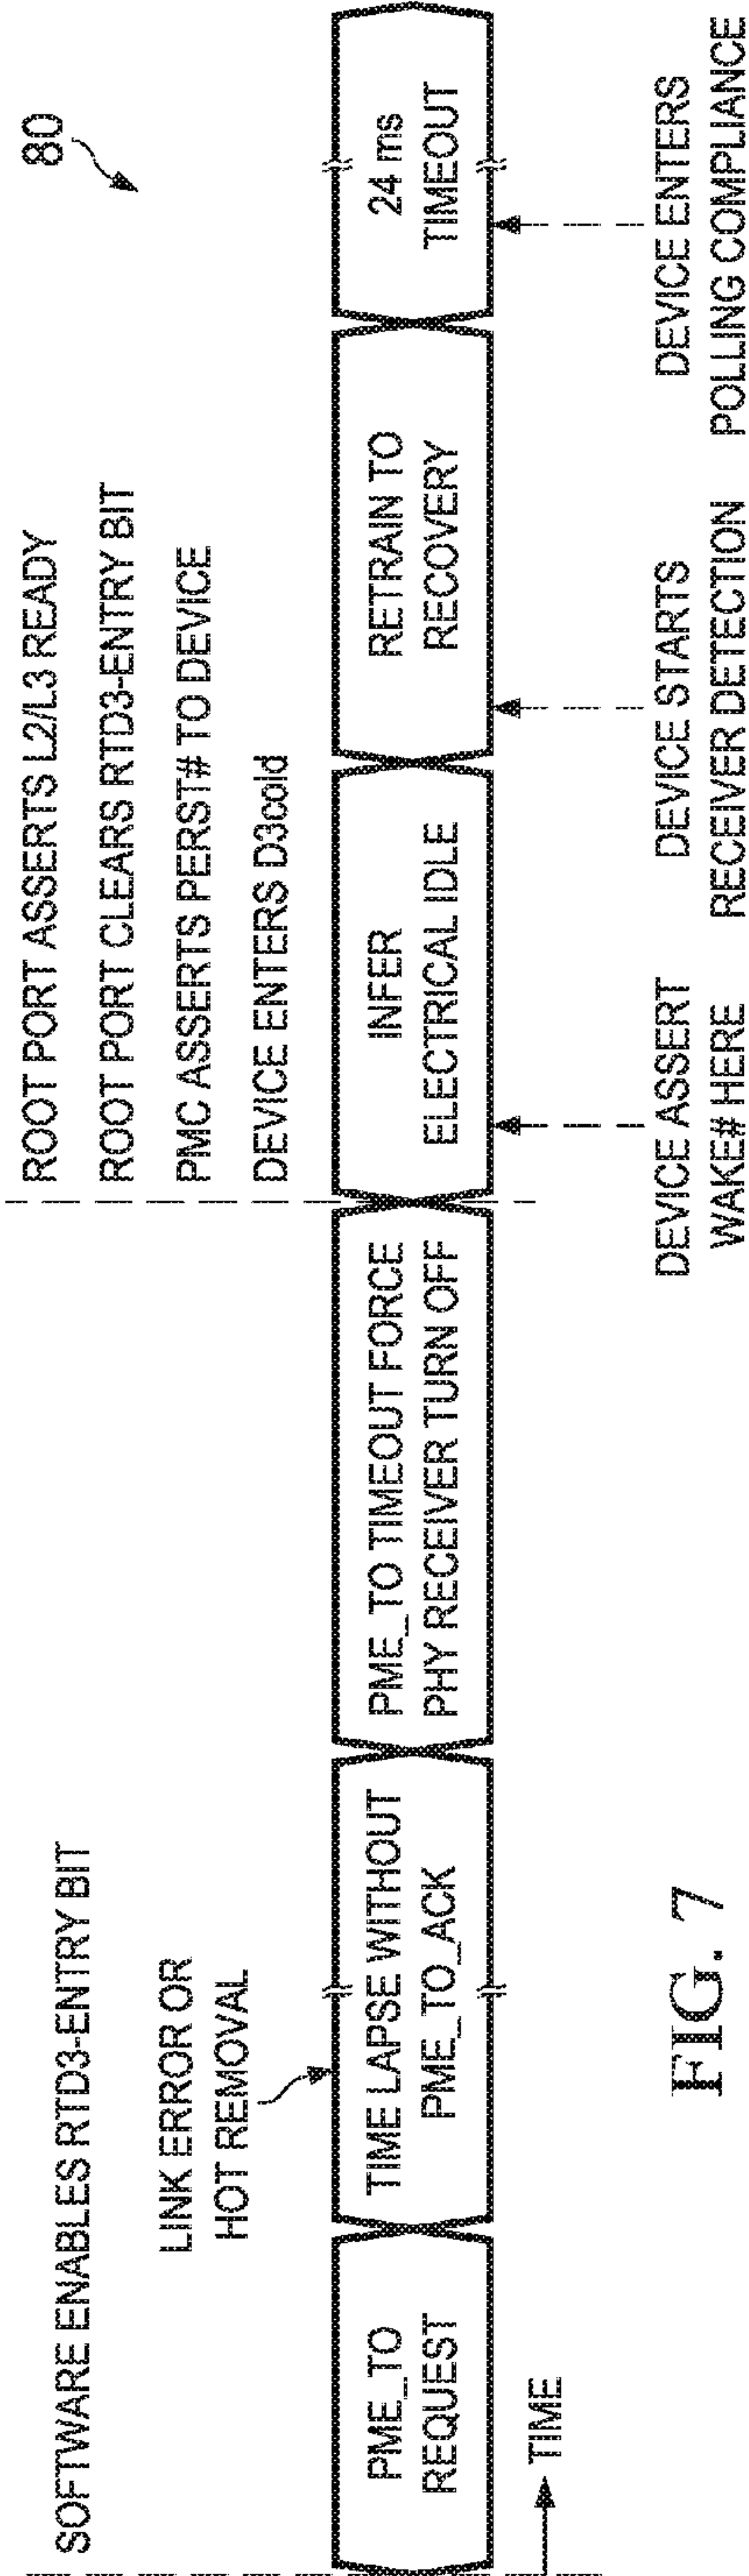 80
SOFTWARE ENABLES RTD3-ENTRY BIT
LINK ERROR OR
HOT REMOVAL
ROOT PORT ASSERTS L2/L3 READY
ROOT PORT CLEARS RTD3-ENTRY BIT
PMC ASSERTS PERST# TO DEVICE
DEVICE ENTERS D3cold
PME_TO
REQUEST
TIME LAPSE WITHOUT
PME_TO_ACK
PME_TO TIMEOUT FORCE
PHY RECEIVER TURN OFF
INFER
ELECTRICAL IDLE
RETRAIN TO
RECOVERY
24 ms
TIMEOUT
TIME
DEVICE ASSERT
WAKE# HERE
DEVICE STARTS
RECEIVER DETECTION
DEVICE ENTERS
POLLING COMPLIANCE
FIG. 7